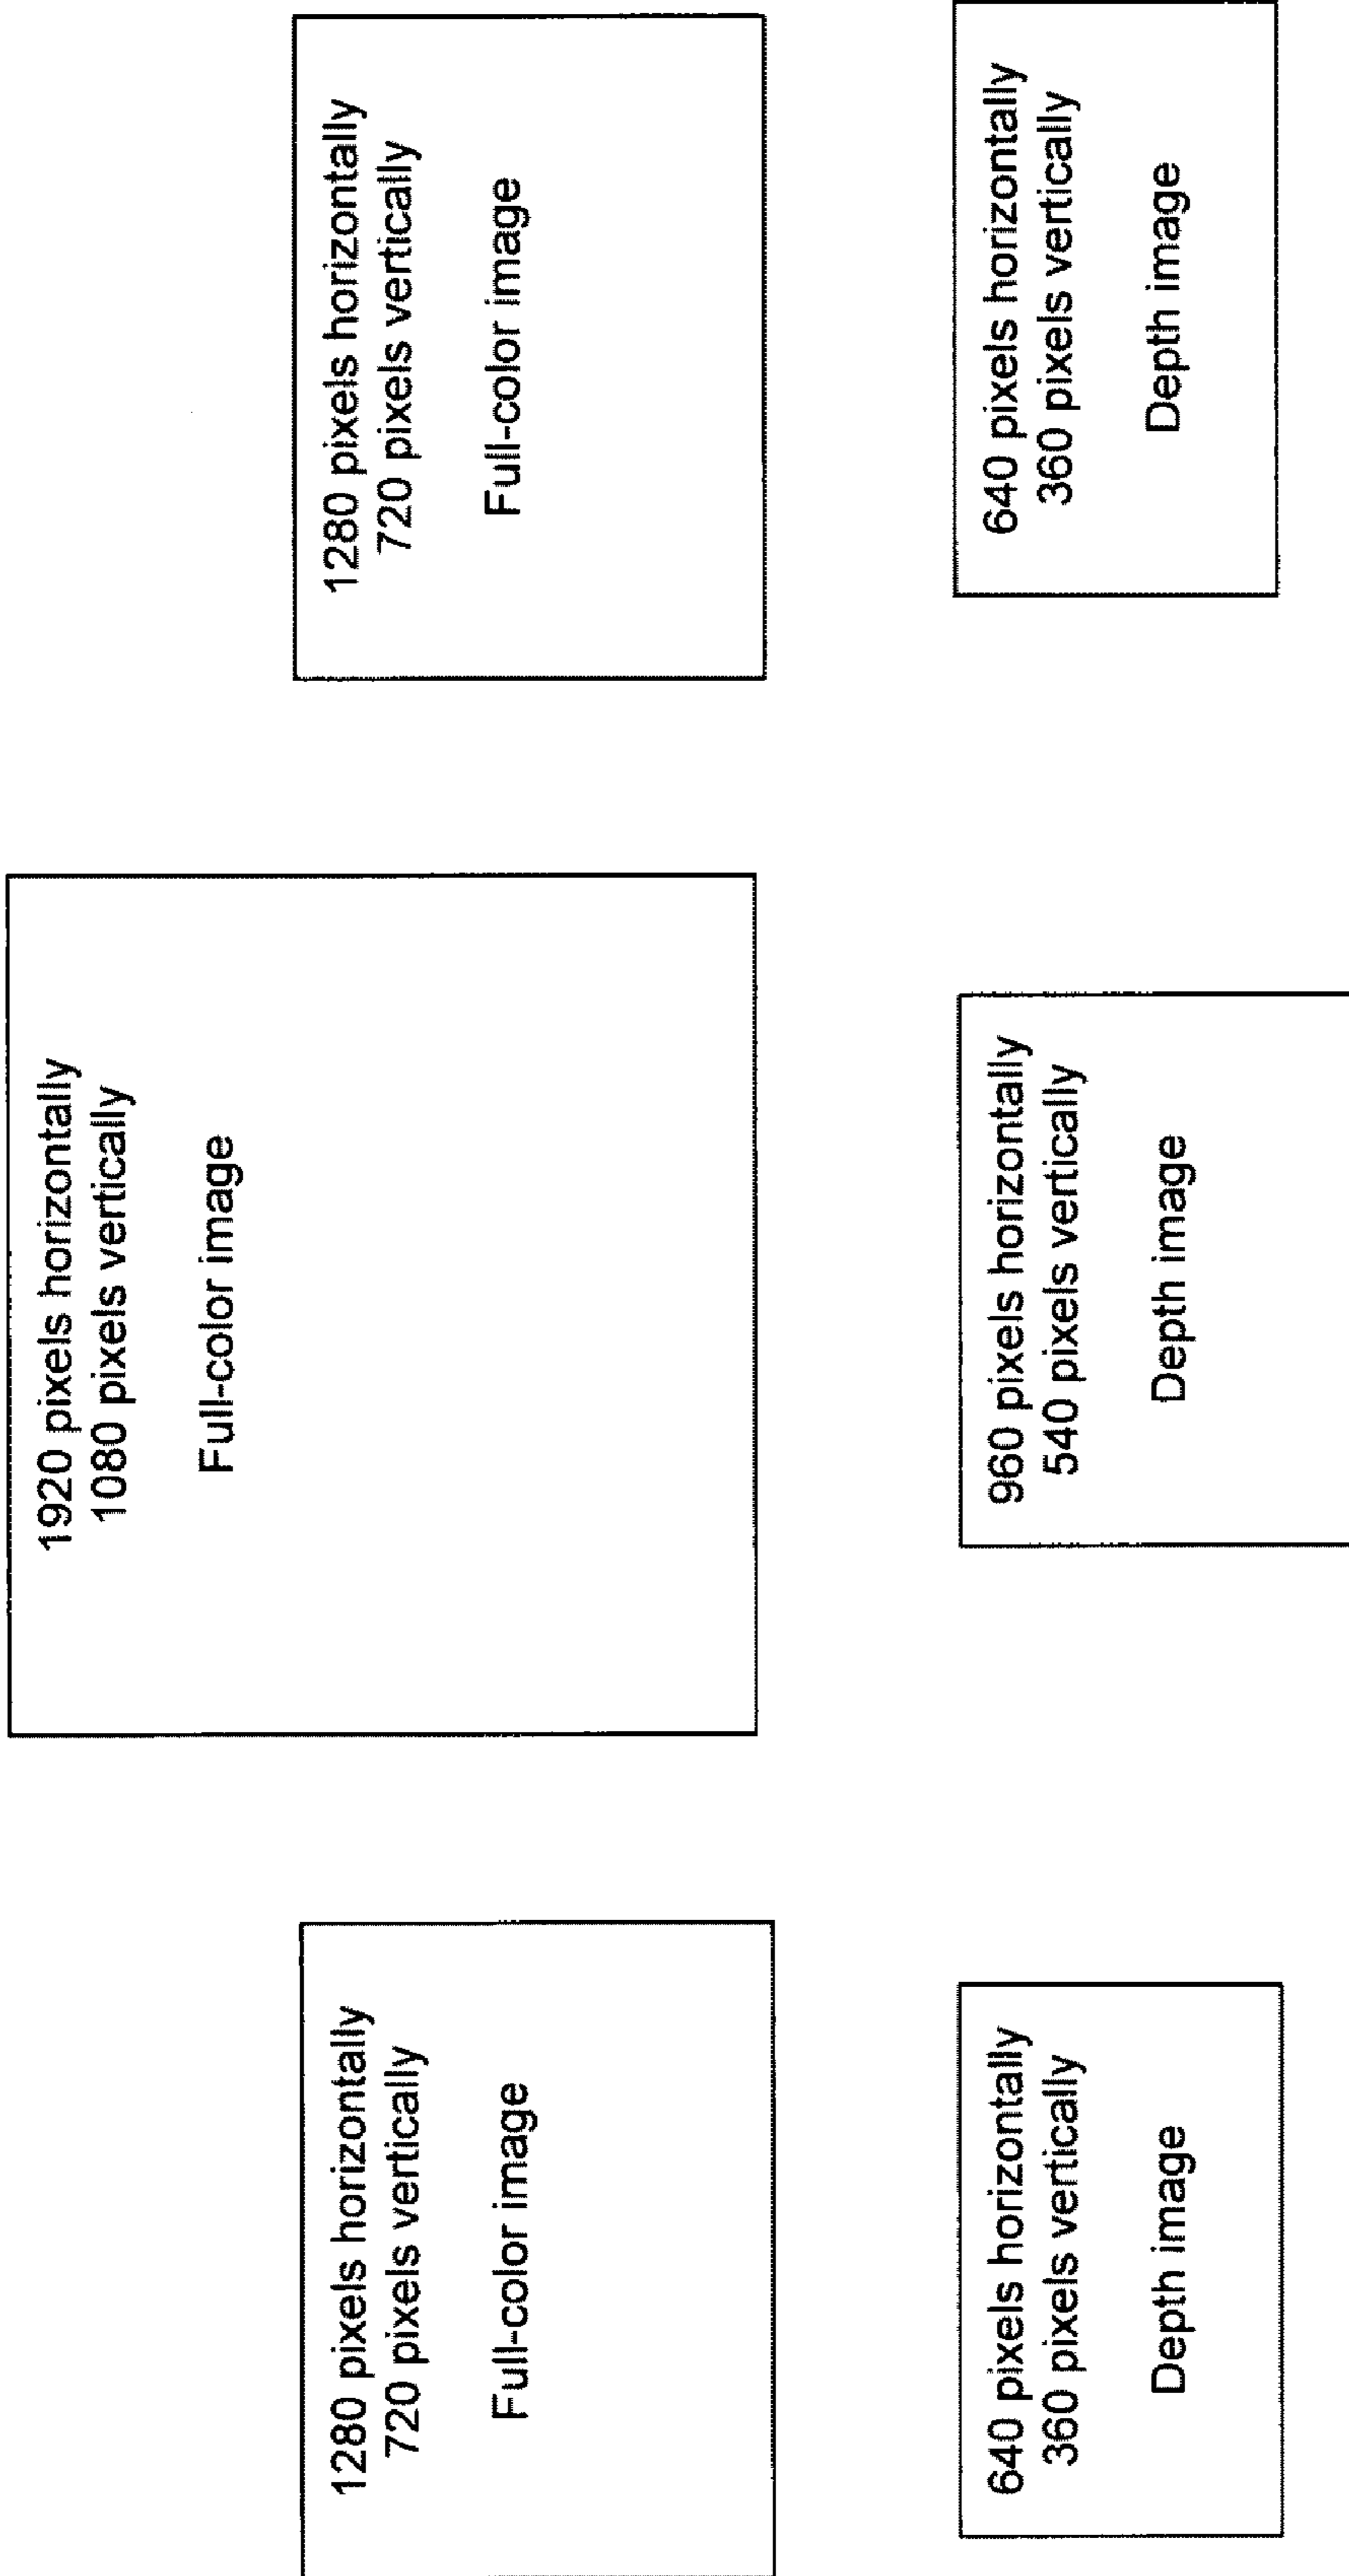 1280 pixels horizontally
720 pixels vertically
Full-color image
1920 pixels horizontally
1080 pixels vertically
Full-color image
1280 pixels horizontally
720 pixels vertically
Full-color image
640 pixels horizontally
360 pixels vertically
Depth image
960 pixels horizontally
540 pixels vertically
Depth image
640 pixels horizontally
360 pixels vertically
Depth image